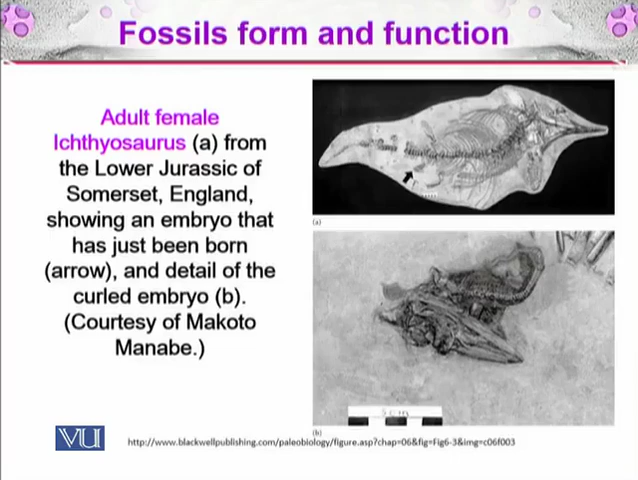 Fossils form and function
Adult female
Ichthyosaurus (a) from
the Lower Jurassic of
Somerset, England,
showing an embryo that
has just been born
(arrow), and detail of the
curled embryo (b).
(Courtesy of Makoto
Manabe.)
(a)
5 cm
(b)
VU
http://www.blackwellpublishing.com/paleobiology/figure.asp?chap=06&fig=Fig6-3&img=c06f003